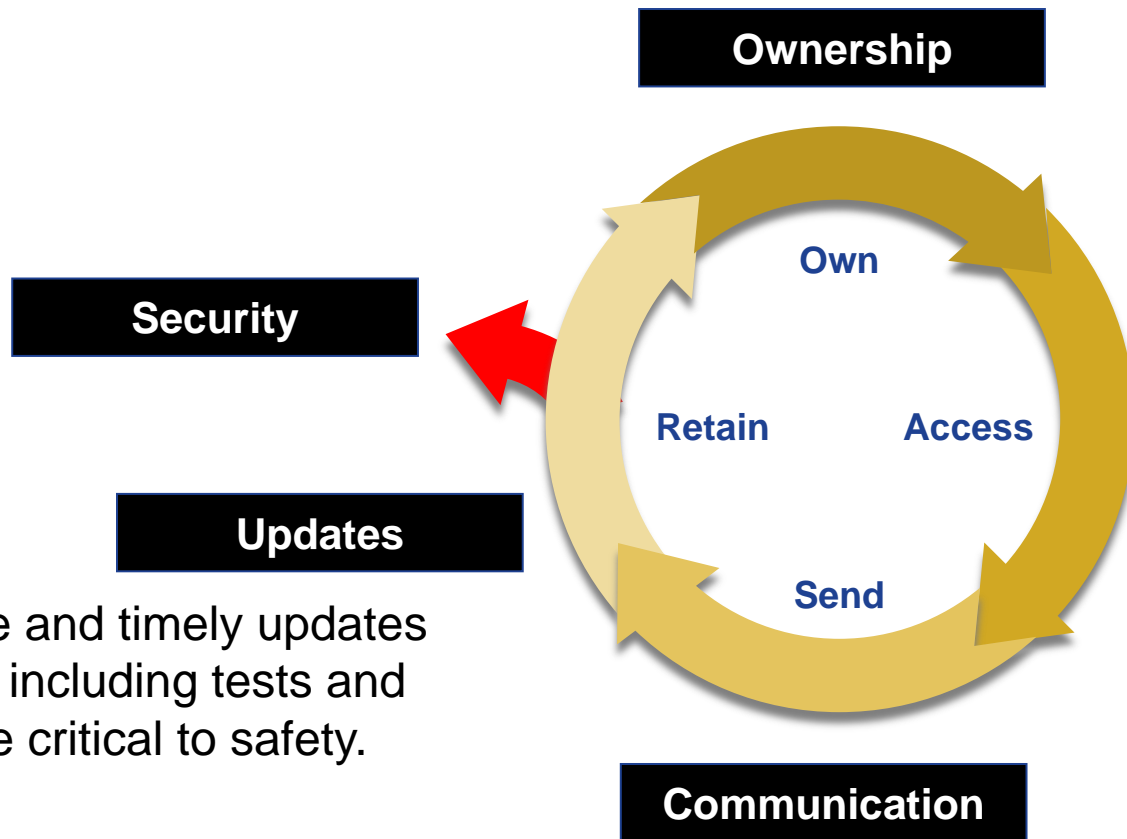 Ownership
Own
Security
Retain
Access
Updates
Send
and timely updates
including tests and
critical to safety.
Communication